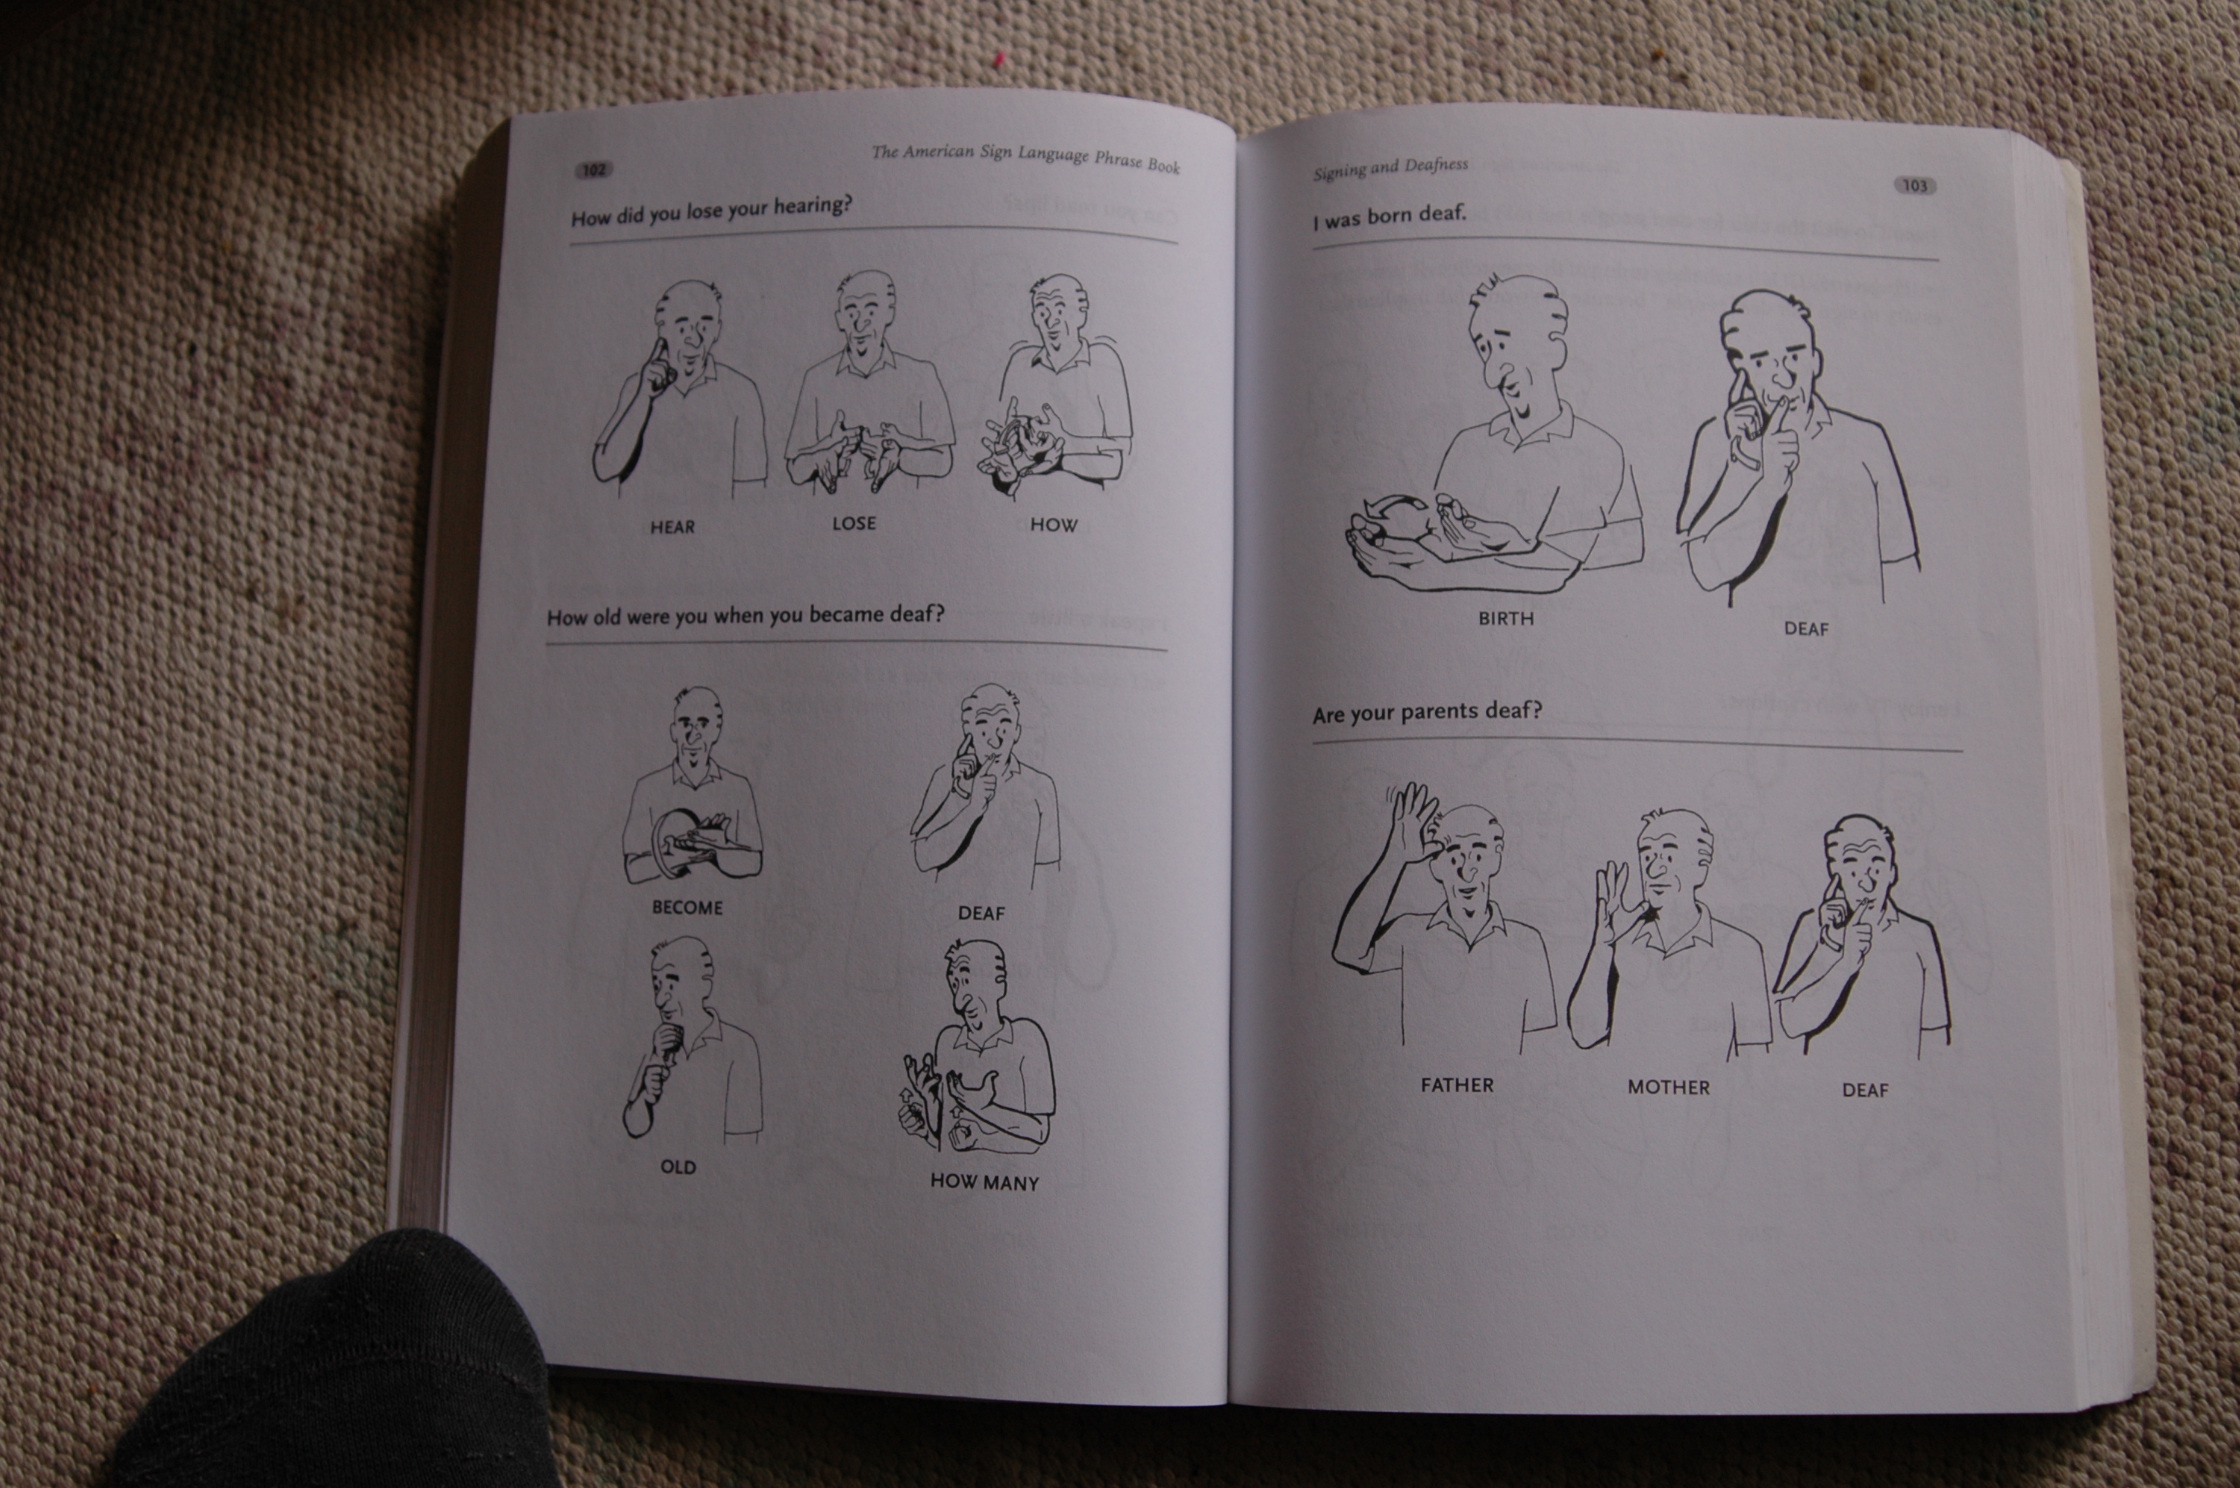 102
The American Sign Language Phrase Book
How did you lose your hearing?
HEAR LOSE HOW
How old were you when you became deaf?
BECOME DEAF
OLD HOW MANY
Signing and Deafness
103
I was born deaf.
BIRTH DEAF
Are your parents deaf?
FATHER MOTHER DEAF